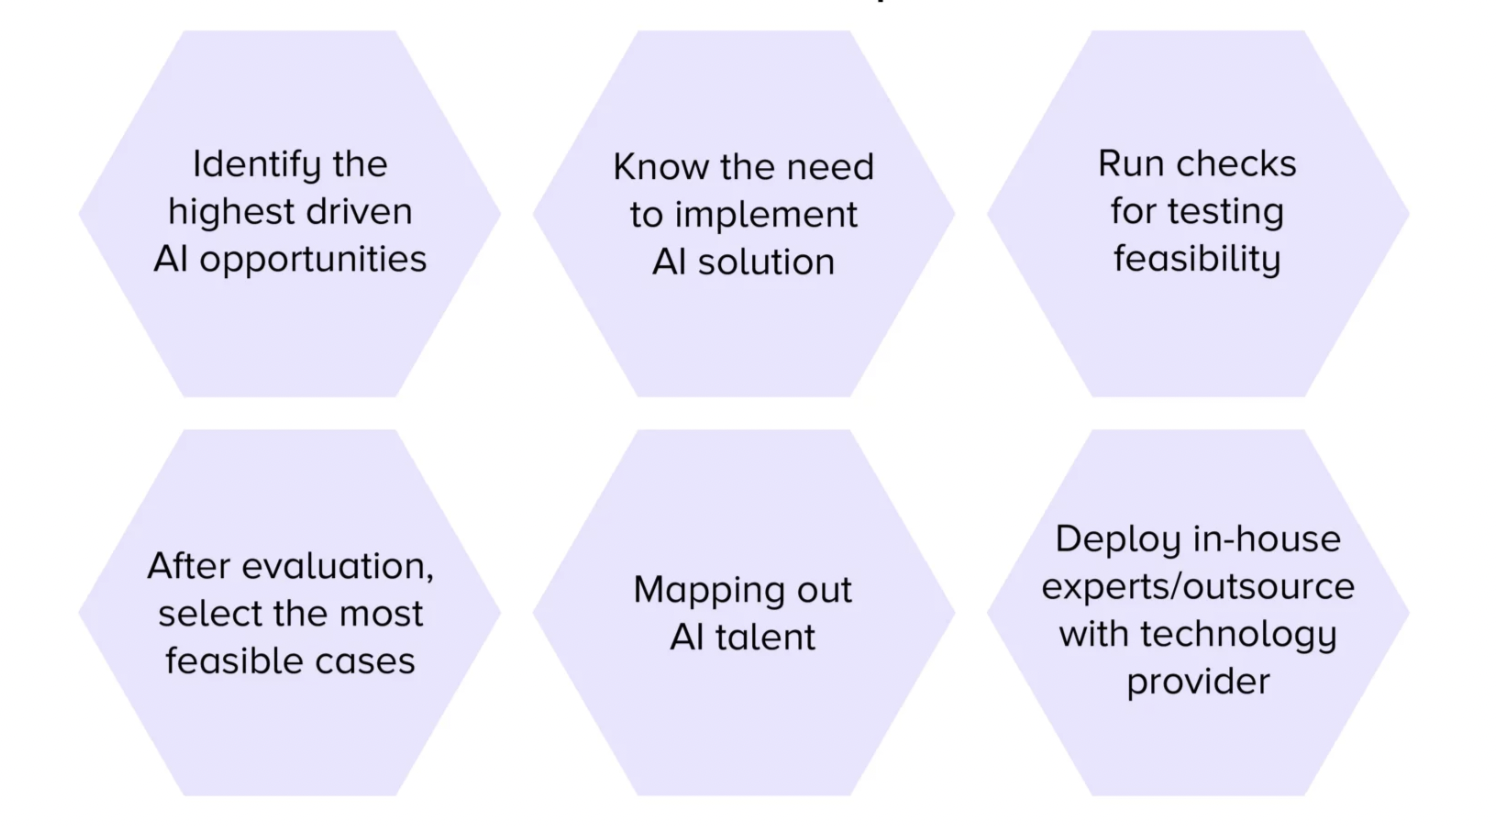 Identify the
highest driven
AI opportunities
Know the need
to implement
AI solution
Run checks
for testing
feasibility
After evaluation,
select the most
feasible cases
Mapping out
AI talent
Deploy in-house
experts/outsource
with technology
provider